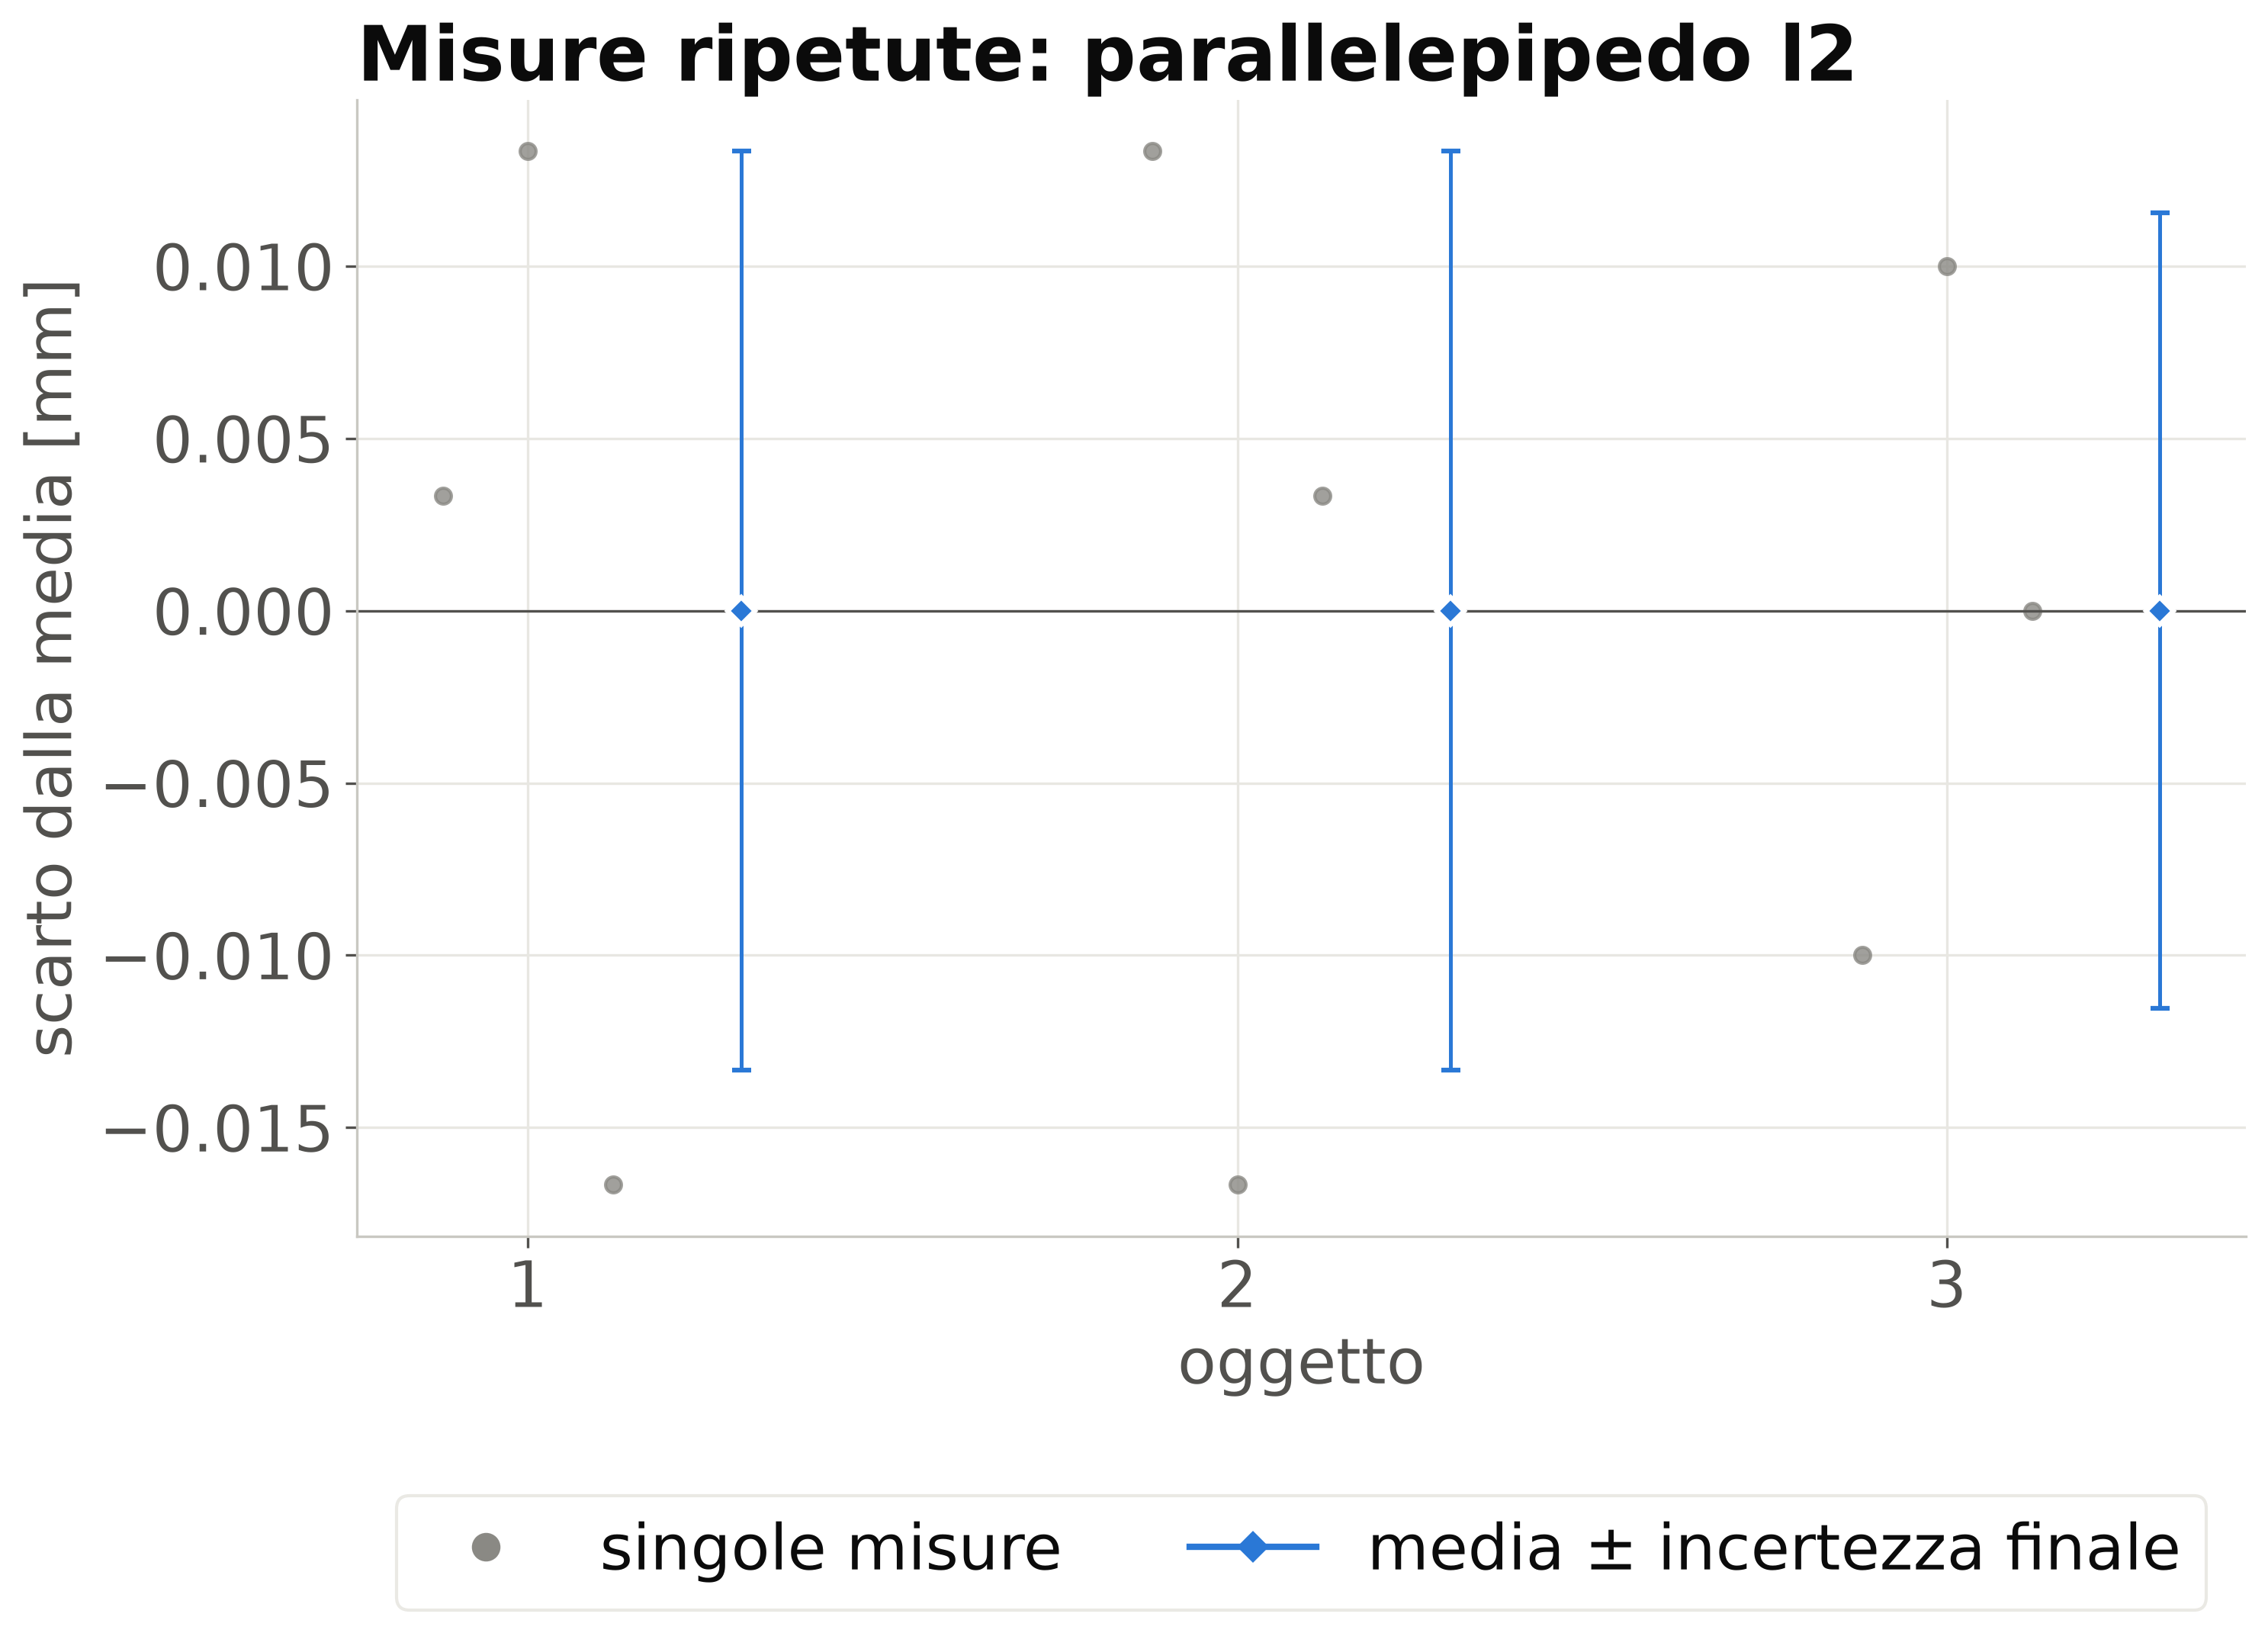 Misure ripetute: parallelepipedo l2
scarto dalla media [mm]
0.010
0.005
0.000
−0.005
−0.010
−0.015
1 2 3
oggetto
singole misure media ± incertezza finale